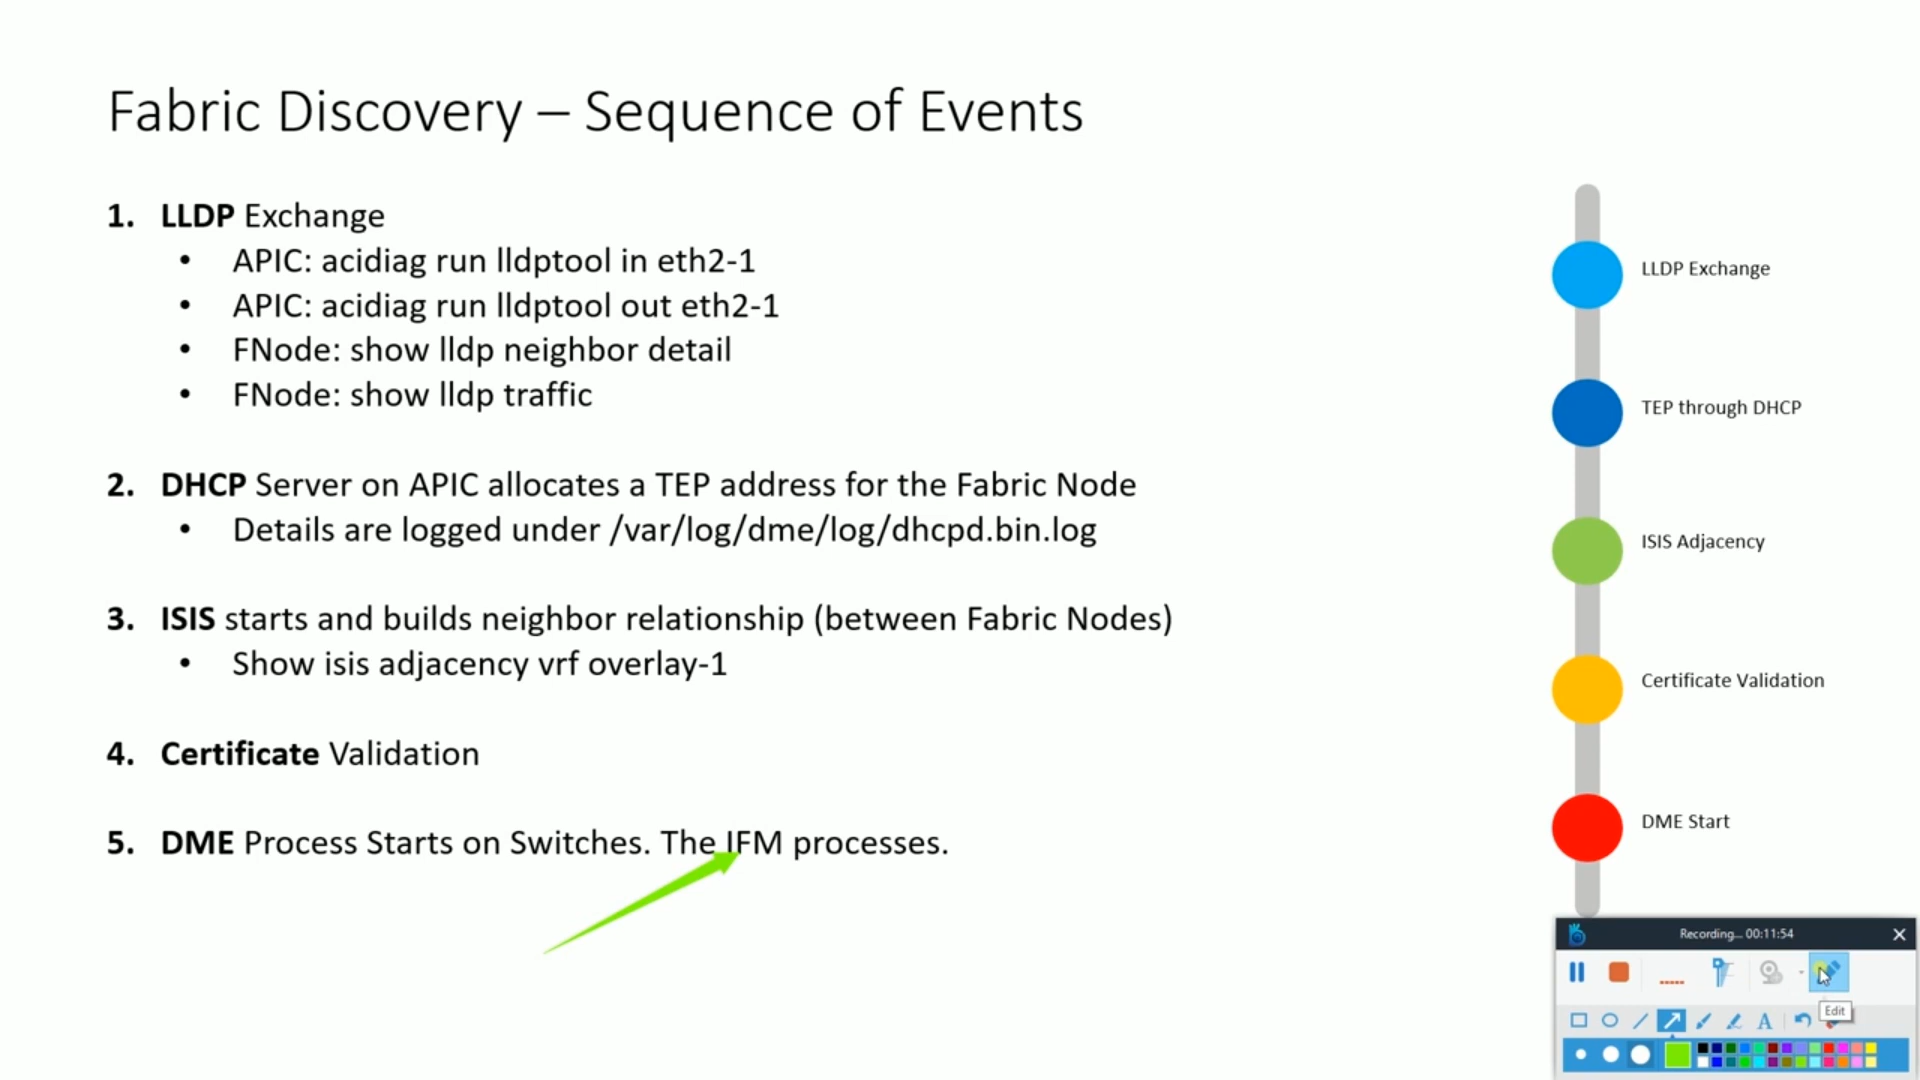 Fabric Discovery – Sequence of Events
1. LLDP Exchange
• APIC: acidiag run lldptool in eth2-1
• APIC: acidiag run lldptool out eth2-1
• FNode: show lldp neighbor detail
• FNode: show lldp traffic
2. DHCP Server on APIC allocates a TEP address for the Fabric Node
• Details are logged under /var/log/dme/log/dhcpd.bin.log
3. ISIS starts and builds neighbor relationship (between Fabric Nodes)
• Show isis adjacency vrf overlay-1
4. Certificate Validation
5. DME Process Starts on Switches. The IFM processes.
LLDP Exchange
TEP through DHCP
ISIS Adjacency
Certificate Validation
DME Start
Recording... 00:11:54
Edit
A